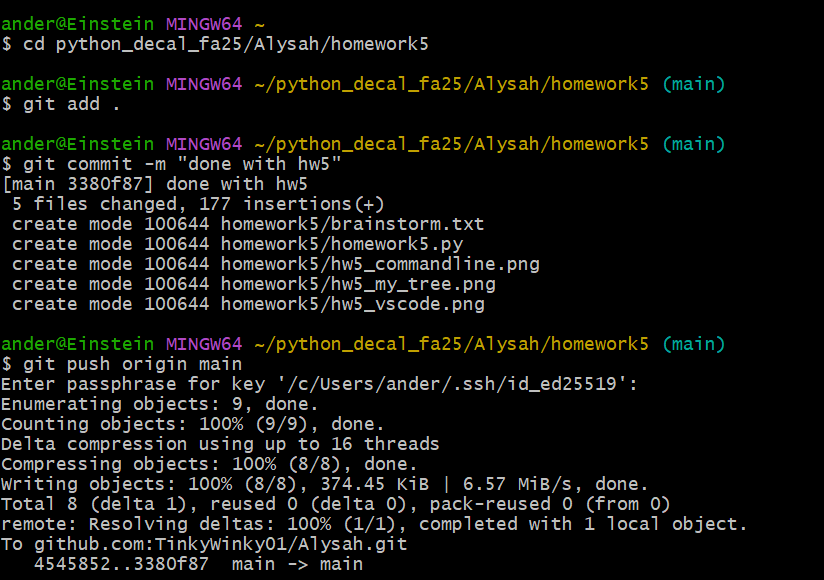 ander@Einstein MINGW64 ~
$ cd python_decal_fa25/Alysah/homework5
ander@Einstein MINGW64 ~/python_decal_fa25/Alysah/homework5 (main)
$ git add .
ander@Einstein MINGW64 ~/python_decal_fa25/Alysah/homework5 (main)
$ git commit -m "done with hw5"
[main 3380f87] done with hw5
 5 files changed, 177 insertions(+)
 create mode 100644 homework5/brainstorm.txt
 create mode 100644 homework5/homework5.py
 create mode 100644 homework5/hw5_commandline.png
 create mode 100644 homework5/hw5_my_tree.png
 create mode 100644 homework5/hw5_vscode.png
ander@Einstein MINGW64 ~/python_decal_fa25/Alysah/homework5 (main)
$ git push origin main
Enter passphrase for key '/c/Users/ander/.ssh/id_ed25519':
Enumerating objects: 9, done.
Counting objects: 100% (9/9), done.
Delta compression using up to 16 threads
Compressing objects: 100% (8/8), done.
Writing objects: 100% (8/8), 374.45 KiB | 6.57 MiB/s, done.
Total 8 (delta 1), reused 0 (delta 0), pack-reused 0 (from 0)
remote: Resolving deltas: 100% (1/1), completed with 1 local object.
To github.com:TinkyWinky01/Alysah.git
   4545852..3380f87  main -> main